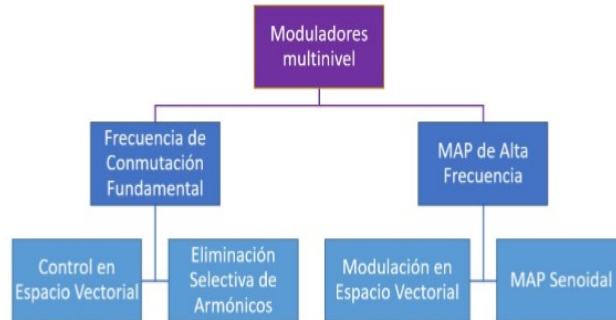 Moduladores
multinivel
Frecuencia de
Conmutación
Fundamental
MAP de Alta
Frecuencia
Control en
Espacio Vectorial
Eliminación
Selectiva de
Armónicos
Modulación en
Espacio Vectorial
MAP Senoidal